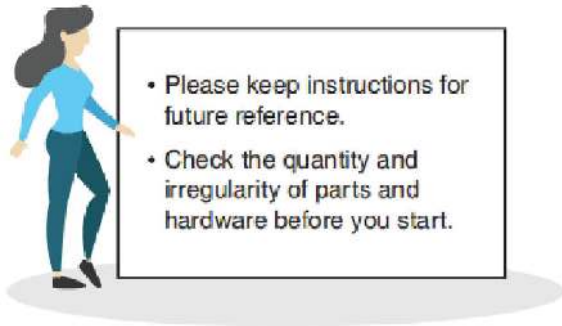 • Please keep instructions for
future reference.
• Check the quantity and
irregularity of parts and
hardware before you start.